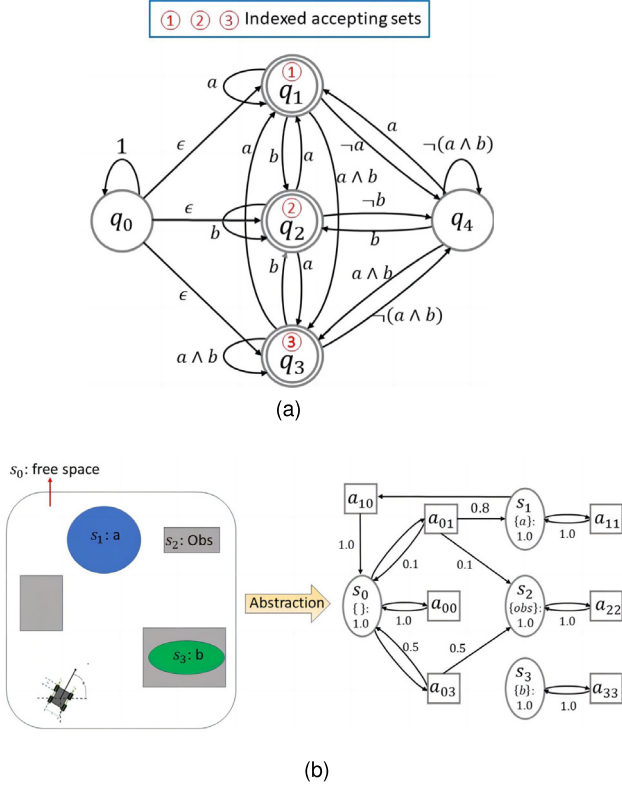 ① ② ③ Indexed accepting sets
①
a
q₁
ϵ
a
b
a
¬a
a
¬(a ∧ b)
1
a ∧ b
q₀
ϵ
b
②
q₂
¬b
b
q₄
ϵ
b
a
a ∧ b
¬(a ∧ b)
a ∧ b
③
q₃
(a)
s₀: free space
s₁: a
s₂: Obs
s₃: b
Abstraction
a₁₀
a₀₁
0.8
s₁
{a}:
1.0
a₁₁
1.0
1.0
0.1
0.1
s₀
{ }:
1.0
a₀₀
1.0
s₂
{obs}:
1.0
a₂₂
1.0
0.5
0.5
a₀₃
s₃
{b}:
1.0
a₃₃
1.0
(b)